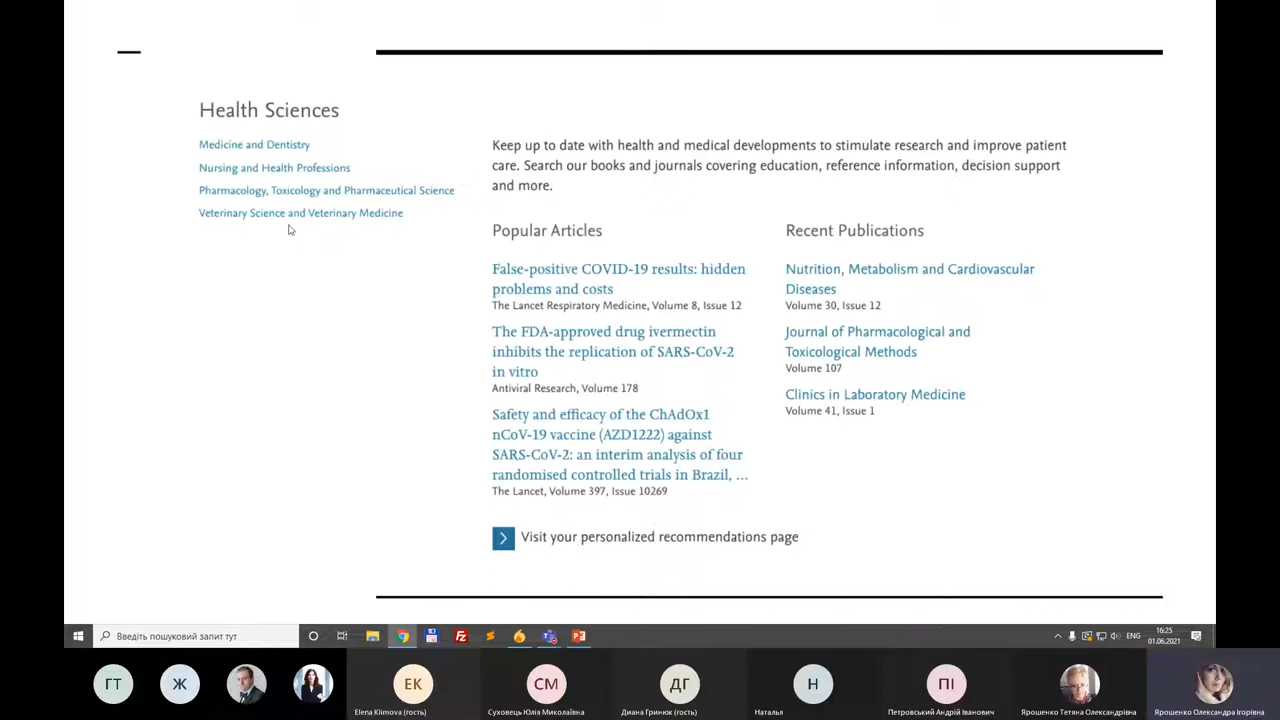 Health Sciences
Medicine and Dentistry
Nursing and Health Professions
Pharmacology, Toxicology and Pharmaceutical Science
Veterinary Science and Veterinary Medicine
Keep up to date with health and medical developments to stimulate research and improve patient
care. Search our books and journals covering education, reference information, decision support
and more.
Popular Articles
False-positive COVID-19 results: hidden
problems and costs
The Lancet Respiratory Medicine, Volume 8, Issue 12
The FDA-approved drug ivermectin
inhibits the replication of SARS-CoV-2
in vitro
Antiviral Research, Volume 178
Safety and efficacy of the ChAdOx1
nCoV-19 vaccine (AZD1222) against
SARS-CoV-2: an interim analysis of four
randomised controlled trials in Brazil, ...
The Lancet, Volume 397, Issue 10269
Recent Publications
Nutrition, Metabolism and Cardiovascular
Diseases
Volume 30, Issue 12
Journal of Pharmacological and
Toxicological Methods
Volume 107
Clinics in Laboratory Medicine
Volume 41, Issue 1
Visit your personalized recommendations page
Введіть пошуковий запит тут
ENG
16:25
01.06.2021
ГТ
Ж
ЕК
Elena Klimova (гость)
СМ
Суховець Юлія Миколаївна
ДГ
Диана Гринюк (гость)
Н
Наталья
ПІ
Петровський Андрій Іванович
Ярошенко Тетяна Олександрівна
Ярошенко Олександра Ігорівна